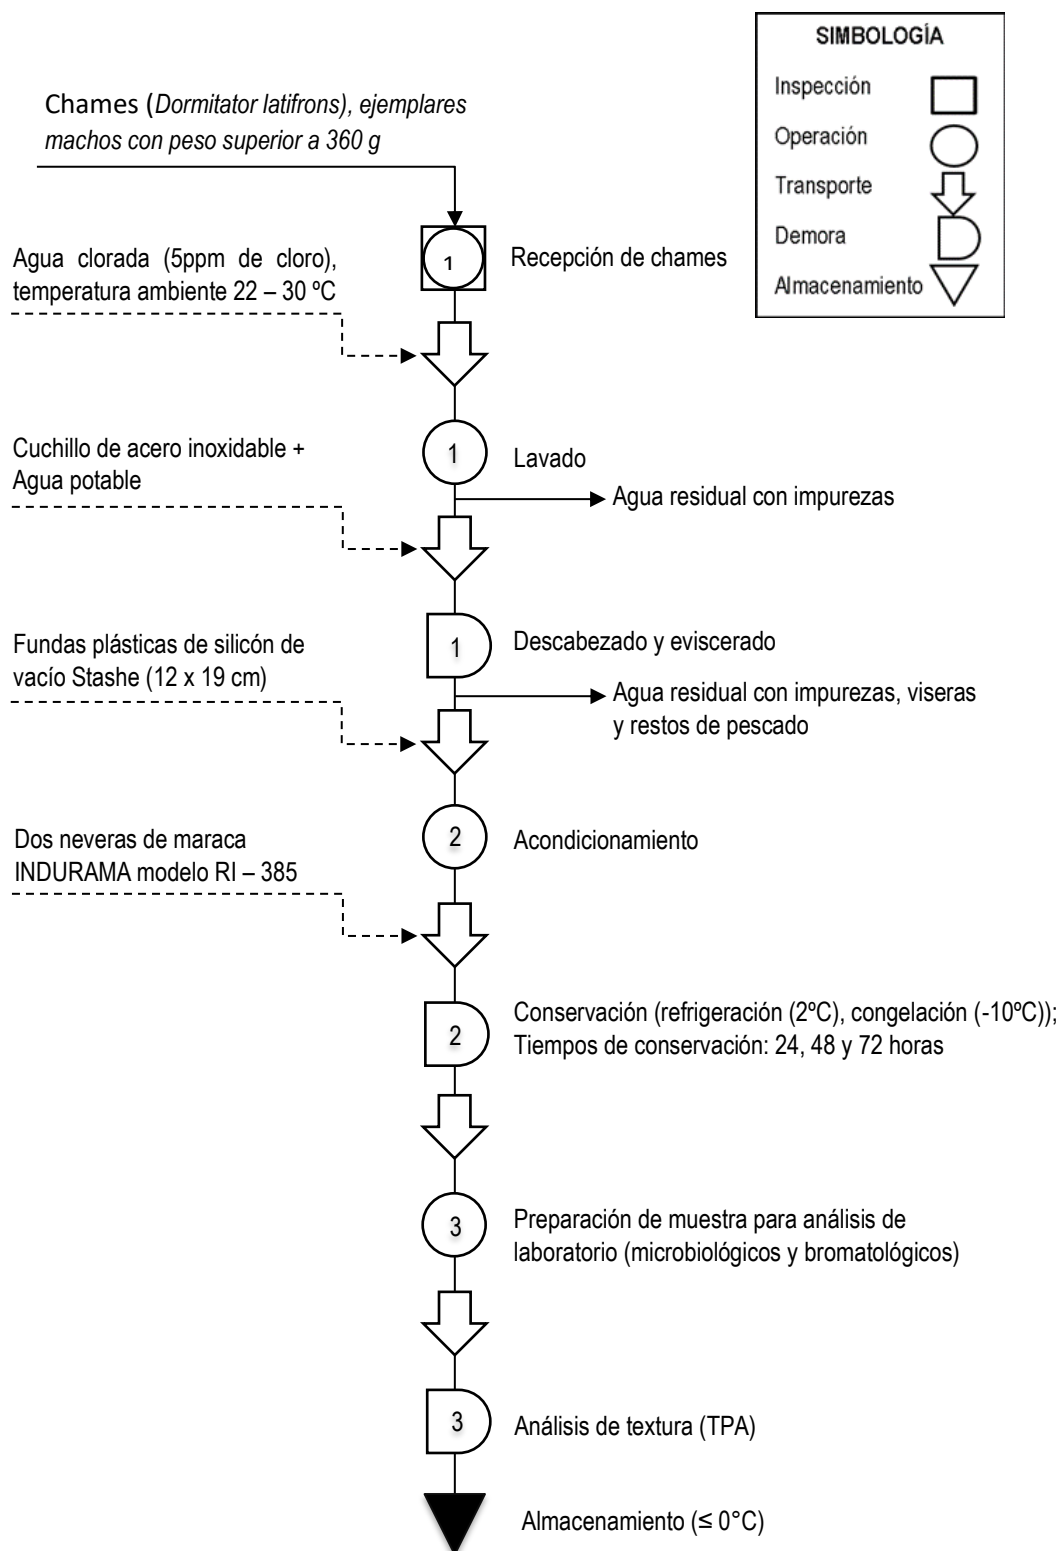 SIMBOLOGÍA
Inspección
Operación
Transporte
Demora
Almacenamiento
Chames (Dormitator latifrons), ejemplares
machos con peso superior a 360 g
1
Recepción de chames
Agua clorada (5ppm de cloro),
temperatura ambiente 22 – 30 ºC
1
Lavado
Cuchillo de acero inoxidable +
Agua potable
Agua residual con impurezas
1
Descabezado y eviscerado
Fundas plásticas de silicón de
vacío Stashe (12 x 19 cm)
Agua residual con impurezas, viseras
y restos de pescado
2
Acondicionamiento
Dos neveras de maraca
INDURAMA modelo RI – 385
2
Conservación (refrigeración (2ºC), congelación (-10ºC));
Tiempos de conservación: 24, 48 y 72 horas
3
Preparación de muestra para análisis de
laboratorio (microbiológicos y bromatológicos)
3
Análisis de textura (TPA)
Almacenamiento (≤ 0°C)